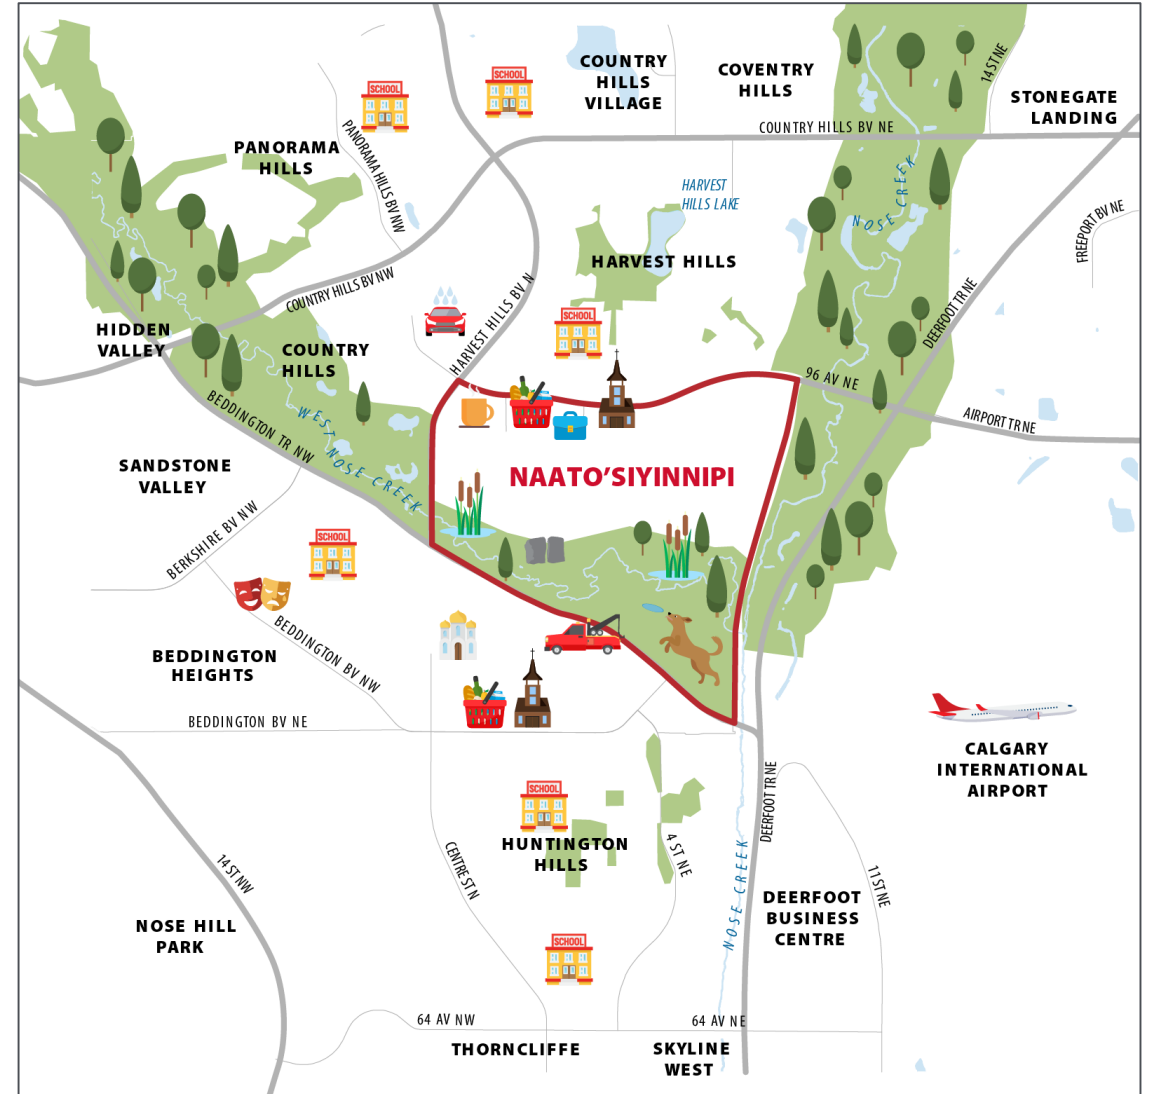 COUNTRY
HILLS
VILLAGE
COVENTRY
HILLS
14 ST NE
STONEGATE
LANDING
SCHOOL
SCHOOL
COUNTRY HILLS BV NE
PANORAMA
HILLS
PANORAMA HILLS BV NW
HARVEST
HILLS LAKE
NOSE CREEK
FREEPORT BV NE
HARVEST HILLS
COUNTRY HILLS BV NW
HARVEST HILLS BV N
DEERFOOT TR NE
SCHOOL
HIDDEN
VALLEY
COUNTRY
HILLS
96 AV NE
AIRPORT TR NE
BEDDINGTON TR NW
WEST NOSE CREEK
SANDSTONE
VALLEY
NAATO'SIYINNIPI
BERKSHIRE BV NW
SCHOOL
BEDDINGTON BV NW
BEDDINGTON
HEIGHTS
BEDDINGTON BV NE
CALGARY
INTERNATIONAL
AIRPORT
DEERFOOT TR NE
SCHOOL
HUNTINGTON
HILLS
CENTRE ST N
4 ST NE
NOSE CREEK
11 ST NE
14 ST NW
DEERFOOT
BUSINESS
CENTRE
NOSE HILL
PARK
SCHOOL
64 AV NW
64 AV NE
THORNCLIFFE
SKYLINE
WEST